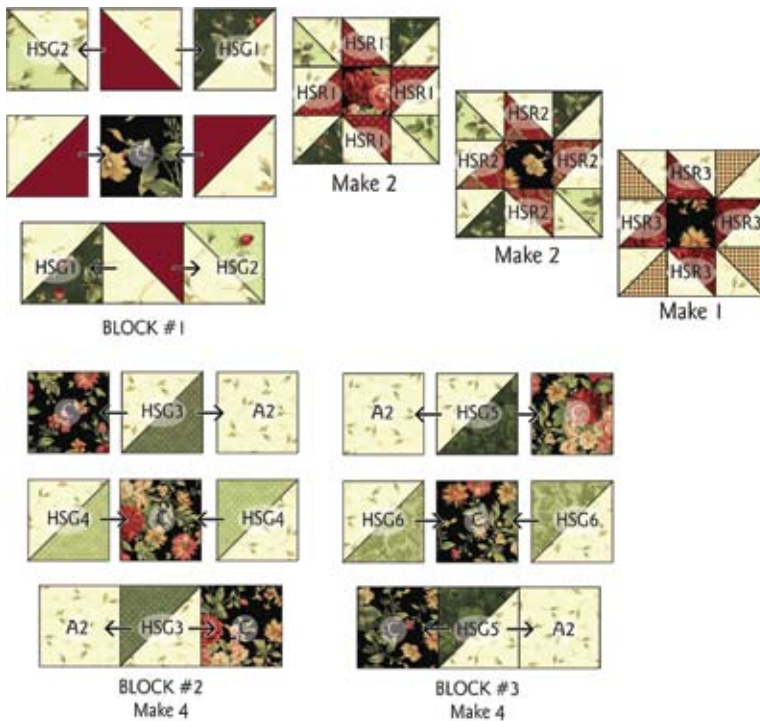 HSG2 HSG1
C
HSG1 HSG2
BLOCK #1
HSR1
HSR1 HSR1
HSR1
Make 2
HSR2
HSR2 HSR2
HSR2
Make 2
HSR3
HSR3 HSR3
HSR3
Make 1
C HSG3 A2
HSG4 C HSG4
A2 HSG3 C
BLOCK #2
Make 4
A2 HSG5 C
HSG6 C HSG6
C HSG5 A2
BLOCK #3
Make 4